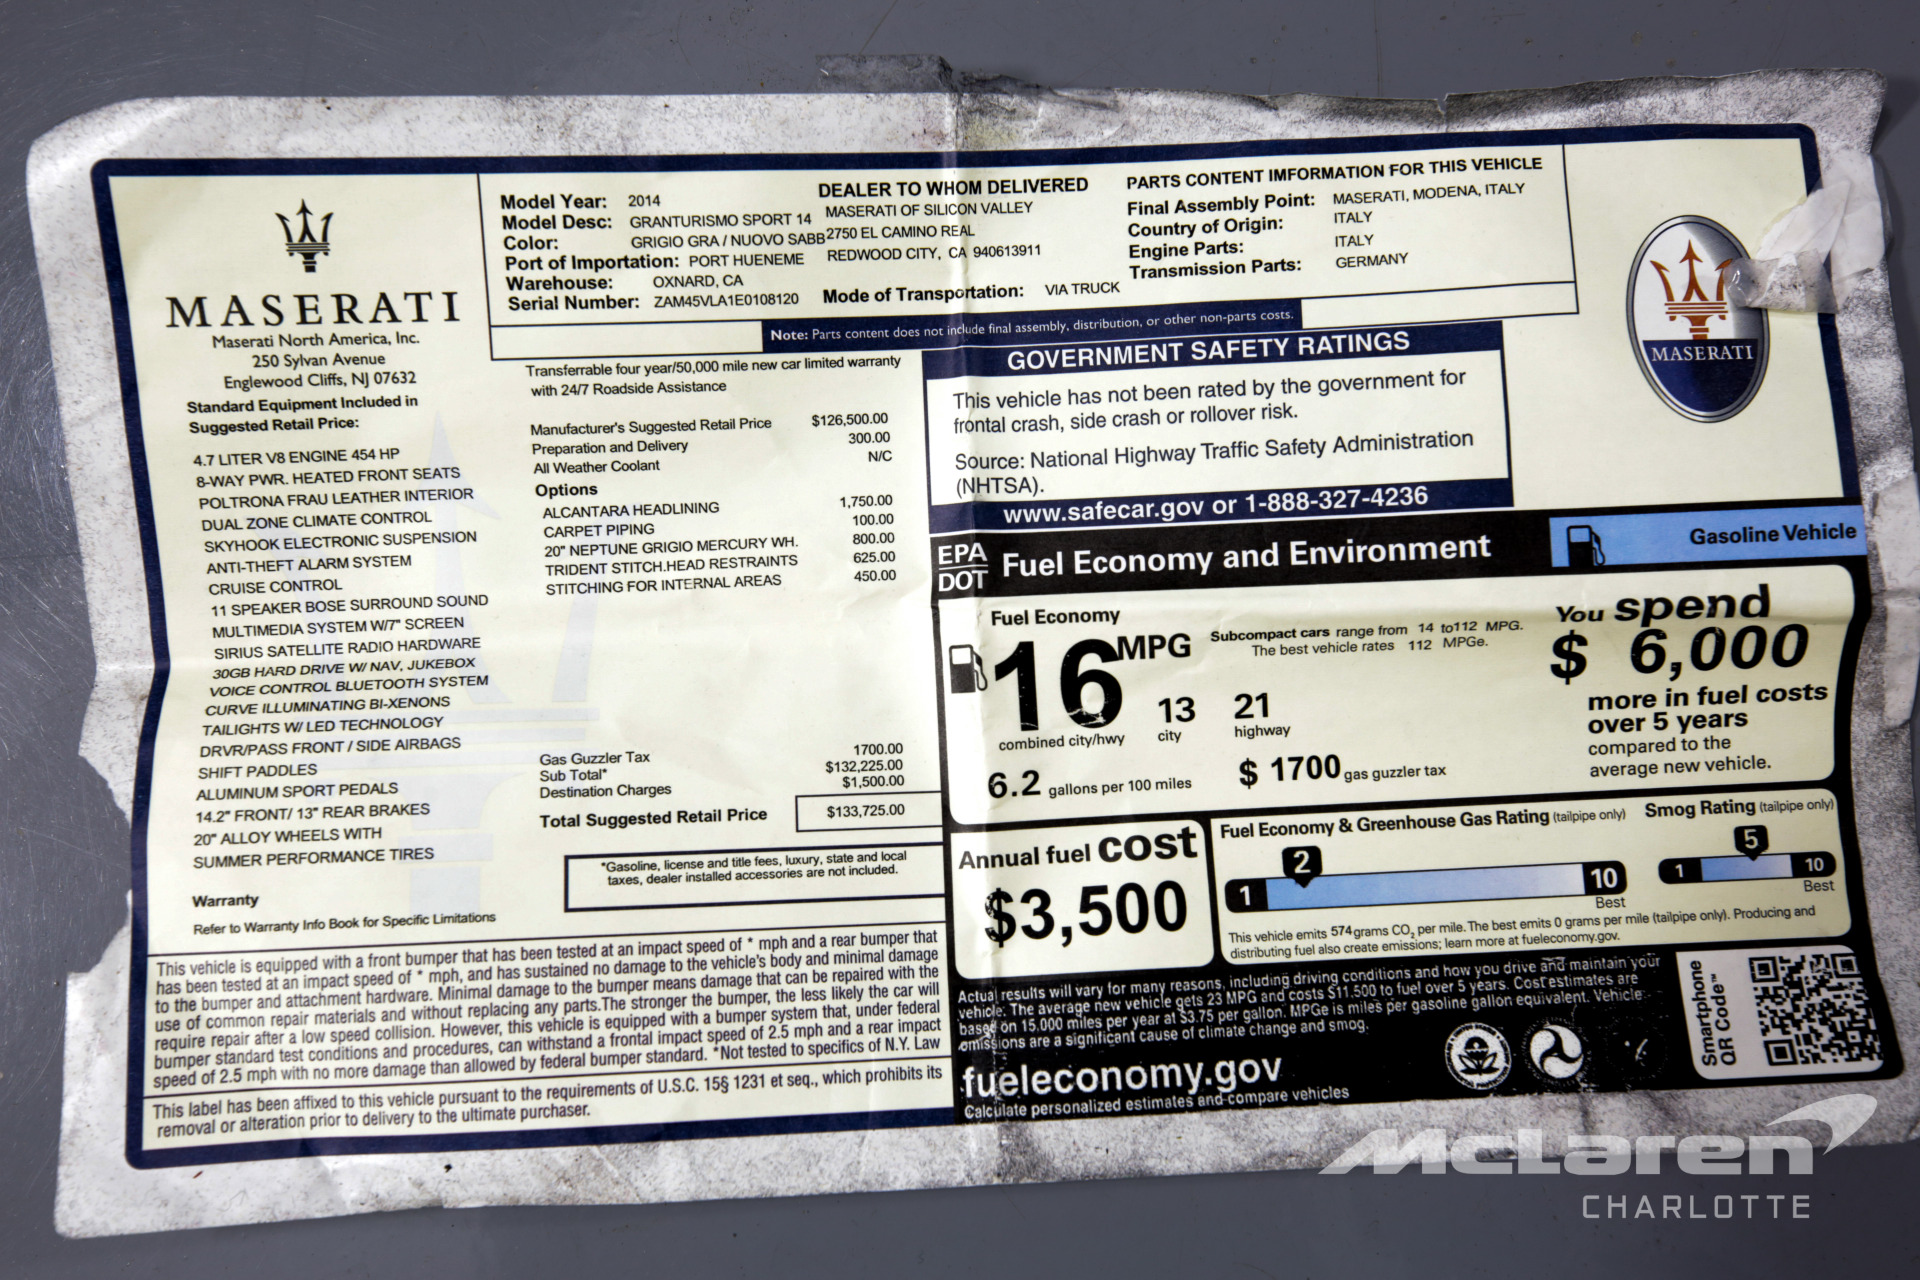 MASERATI
Maserati North America, Inc.
250 Sylvan Avenue
Englewood Cliffs, NJ 07632
Standard Equipment Included in
Suggested Retail Price:
4.7 LITER V8 ENGINE 454 HP
8-WAY PWR. HEATED FRONT SEATS
POLTRONA FRAU LEATHER INTERIOR
DUAL ZONE CLIMATE CONTROL
SKYHOOK ELECTRONIC SUSPENSION
ANTI-THEFT ALARM SYSTEM
CRUISE CONTROL
11 SPEAKER BOSE SURROUND SOUND
MULTIMEDIA SYSTEM W/7" SCREEN
SIRIUS SATELLITE RADIO HARDWARE
30GB HARD DRIVE W/ NAV, JUKEBOX
VOICE CONTROL BLUETOOTH SYSTEM
CURVE ILLUMINATING BI-XENONS
TAILIGHTS W/ LED TECHNOLOGY
DRVR/PASS FRONT / SIDE AIRBAGS
SHIFT PADDLES
ALUMINUM SPORT PEDALS
14.2" FRONT/ 13" REAR BRAKES
20" ALLOY WHEELS WITH
SUMMER PERFORMANCE TIRES
Warranty
Refer to Warranty Info Book for Specific Limitations
Model Year: 2014
Model Desc: GRANTURISMO SPORT 14
Color: GRIGIO GRA / NUOVO SABB
Port of Importation: PORT HUENEME
Warehouse: OXNARD, CA
Serial Number: ZAM45VLA1E0108120
DEALER TO WHOM DELIVERED
MASERATI OF SILICON VALLEY
2750 EL CAMINO REAL
REDWOOD CITY, CA 940613911
Mode of Transportation: VIA TRUCK
PARTS CONTENT IMFORMATION FOR THIS VEHICLE
Final Assembly Point: MASERATI, MODENA, ITALY
Country of Origin: ITALY
Engine Parts: ITALY
Transmission Parts: GERMANY
Note: Parts content does not include final assembly, distribution, or other non-parts costs.
MASERATI
Transferrable four year/50,000 mile new car limited warranty
with 24/7 Roadside Assistance
Manufacturer's Suggested Retail Price $126,500.00
Preparation and Delivery 300.00
All Weather Coolant N/C
Options
ALCANTARA HEADLINING 1,750.00
CARPET PIPING 100.00
20" NEPTUNE GRIGIO MERCURY WH. 800.00
TRIDENT STITCH.HEAD RESTRAINTS 625.00
STITCHING FOR INTERNAL AREAS 450.00
Gas Guzzler Tax 1700.00
Sub Total* $132,225.00
Destination Charges $1,500.00
Total Suggested Retail Price $133,725.00
*Gasoline, license and title fees, luxury, state and local
taxes, dealer installed accessories are not included.
GOVERNMENT SAFETY RATINGS
This vehicle has not been rated by the government for
frontal crash, side crash or rollover risk.
Source: National Highway Traffic Safety Administration
(NHTSA).
www.safecar.gov or 1-888-327-4236
EPA
DOT
Fuel Economy and Environment
Gasoline Vehicle
Fuel Economy
16 MPG
combined city/hwy
13
city
21
highway
Subcompact cars range from 14 to112 MPG.
The best vehicle rates 112 MPGe.
6.2 gallons per 100 miles
$ 1700 gas guzzler tax
You spend
$ 6,000
more in fuel costs
over 5 years
compared to the
average new vehicle.
Annual fuel cost
$3,500
Fuel Economy & Greenhouse Gas Rating (tailpipe only)
2
1
10
Best
Smog Rating (tailpipe only)
5
1
10
Best
This vehicle emits 574 grams CO2 per mile. The best emits 0 grams per mile (tailpipe only). Producing and
distributing fuel also create emissions; learn more at fueleconomy.gov.
Actual results will vary for many reasons, including driving conditions and how you drive and maintain your
vehicle. The average new vehicle gets 23 MPG and costs $11,500 to fuel over 5 years. Cost estimates are
based on 15,000 miles per year at $3.75 per gallon. MPGe is miles per gasoline gallon equivalent. Vehicle
emissions are a significant cause of climate change and smog.
fueleconomy.gov
Calculate personalized estimates and compare vehicles
Smartphone
QR Code™
This vehicle is equipped with a front bumper that has been tested at an impact speed of * mph and a rear bumper that
has been tested at an impact speed of * mph, and has sustained no damage to the vehicle's body and minimal damage
to the bumper and attachment hardware. Minimal damage to the bumper means damage that can be repaired with the
use of common repair materials and without replacing any parts.The stronger the bumper, the less likely the car will
require repair after a low speed collision. However, this vehicle is equipped with a bumper system that, under federal
bumper standard test conditions and procedures, can withstand a frontal impact speed of 2.5 mph and a rear impact
speed of 2.5 mph with no more damage than allowed by federal bumper standard. *Not tested to specifics of N.Y. Law
This label has been affixed to this vehicle pursuant to the requirements of U.S.C. 15§ 1231 et seq., which prohibits its
removal or alteration prior to delivery to the ultimate purchaser.
McLaren
CHARLOTTE